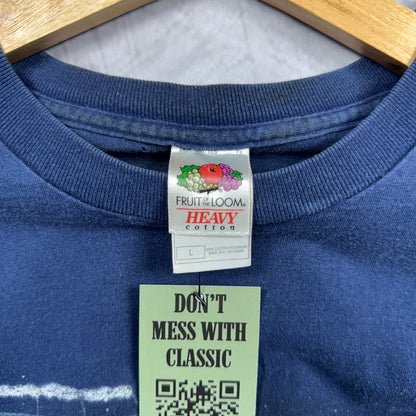 FRUIT OF THE LOOM®
HEAVY
cotton
L
DON'T
MESS WITH
CLASSIC